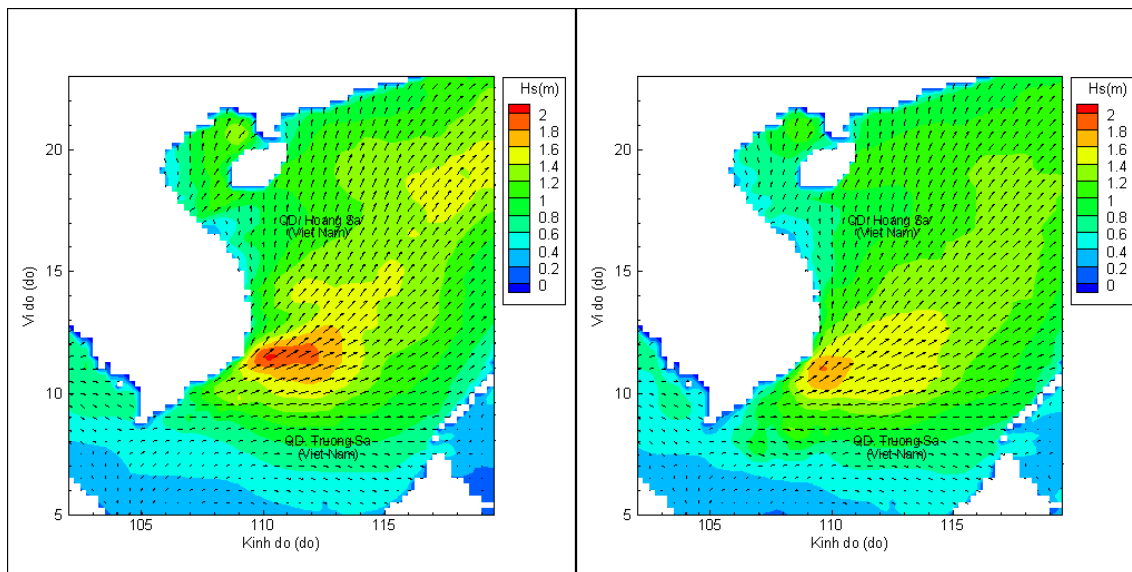 Hs(m)
2
1.8
1.6
1.4
1.2
1
0.8
0.6
0.4
0.2
0
20
15
10
5
Vi do (do)
QD. Hoang Sa
(Viet Nam)
QD. Truong Sa
(Viet Nam)
105
110
115
Kinh do (do)
Hs(m)
2
1.8
1.6
1.4
1.2
1
0.8
0.6
0.4
0.2
0
20
15
10
5
Vi do (do)
QD. Hoang Sa
(Viet Nam)
QD. Truong Sa
(Viet Nam)
105
110
115
Kinh do (do)